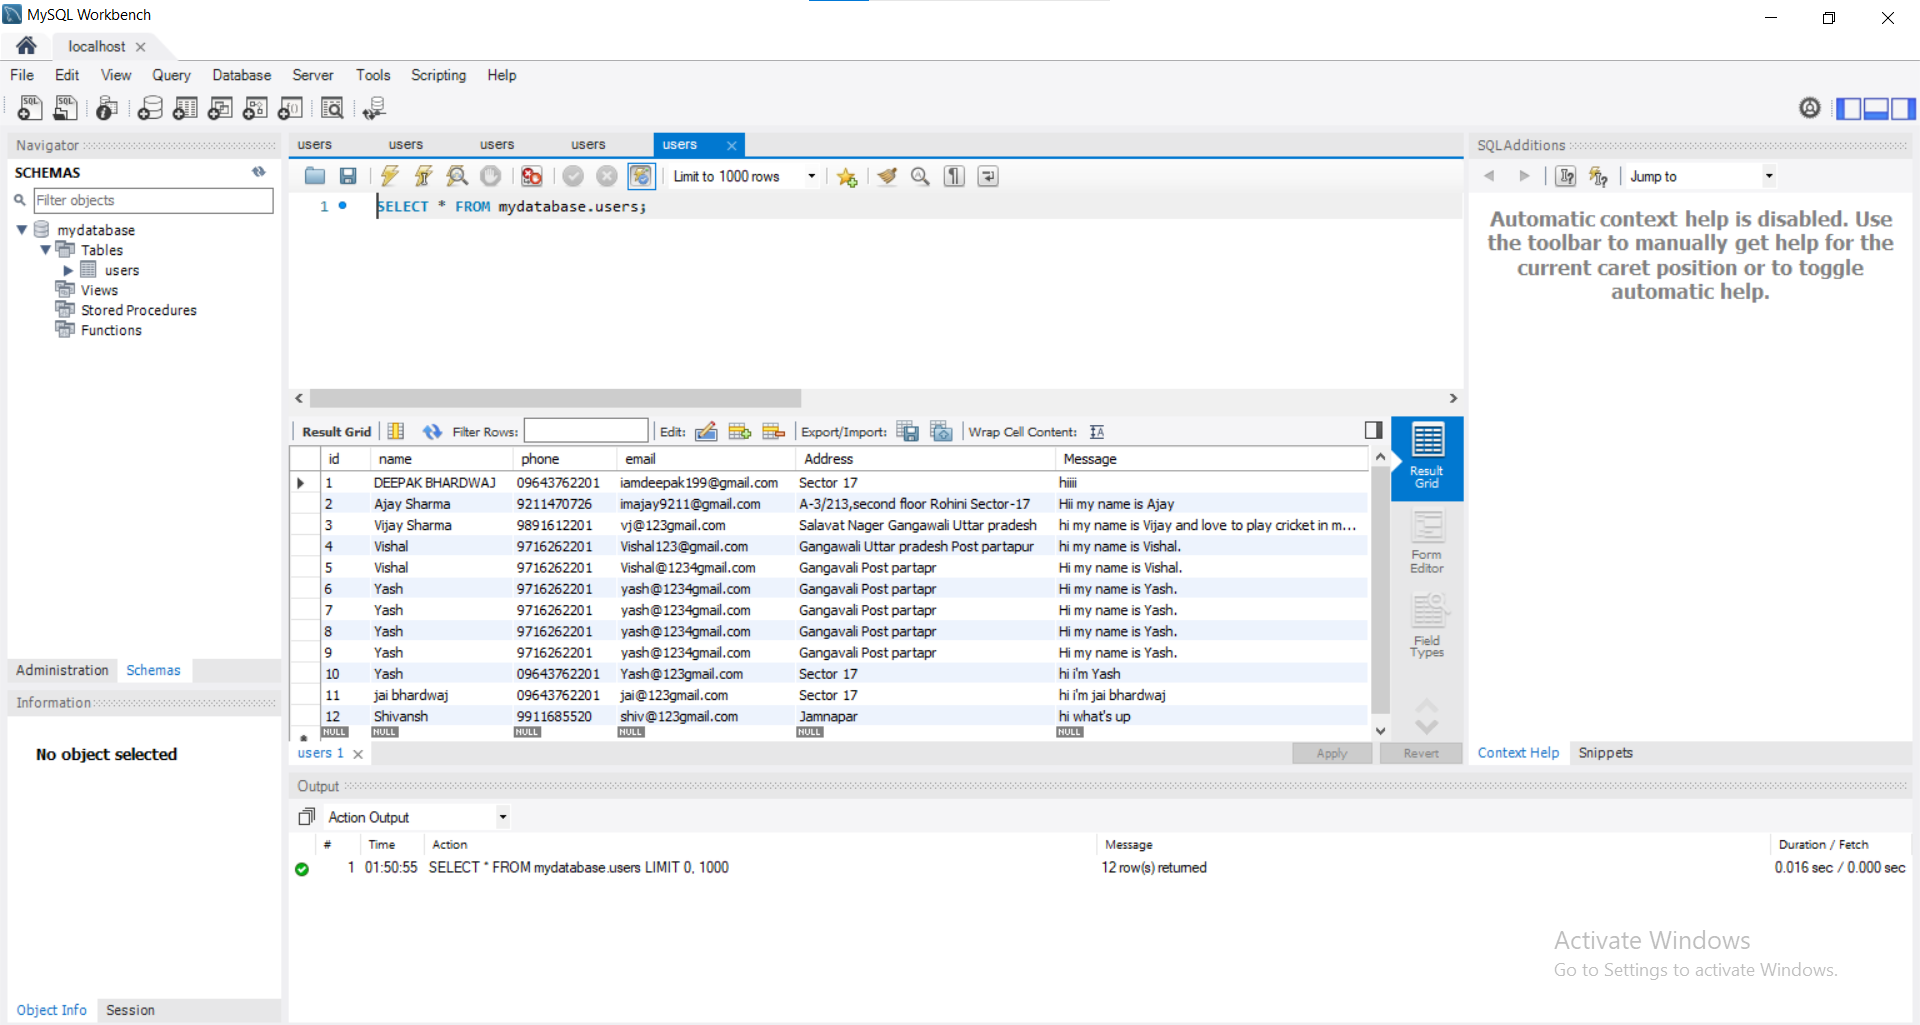 MySQL Workbench
localhost
File Edit View Query Database Server Tools Scripting Help
Navigator
SCHEMAS
Filter objects
mydatabase
Tables
users
Views
Stored Procedures
Functions
Administration Schemas
Information
No object selected
Object Info Session
users users users users users
Limit to 1000 rows
1 SELECT * FROM mydatabase.users;
Result Grid Filter Rows: Edit: Export/Import: Wrap Cell Content:
id name phone email Address Message
1 DEEPAK BHARDWAJ 09643762201 iamdeepak199@gmail.com Sector 17 hiiii
2 Ajay Sharma 9211470726 imajay9211@gmail.com A-3/213,second floor Rohini Sector-17 Hii my name is Ajay
3 Vijay Sharma 9891612201 vj@123gmail.com Salavat Nager Gangawali Uttar pradesh hi my name is Vijay and love to play cricket in m...
4 Vishal 9716262201 Vishal123@gmail.com Gangawali Uttar pradesh Post partapur hi my name is Vishal.
5 Vishal 9716262201 Vishal@1234gmail.com Gangavali Post partapr Hi my name is Vishal.
6 Yash 9716262201 yash@1234gmail.com Gangavali Post partapr Hi my name is Yash.
7 Yash 9716262201 yash@1234gmail.com Gangavali Post partapr Hi my name is Yash.
8 Yash 9716262201 yash@1234gmail.com Gangavali Post partapr Hi my name is Yash.
9 Yash 9716262201 yash@1234gmail.com Gangavali Post partapr Hi my name is Yash.
10 Yash 09643762201 Yash@123gmail.com Sector 17 hi i'm Yash
11 jai bhardwaj 09643762201 jai@123gmail.com Sector 17 hi i'm jai bhardwaj
12 Shivansh 9911685520 shiv@123gmail.com Jamnapar hi what's up
NULL NULL NULL NULL NULL NULL
Result
Grid
Form
Editor
Field
Types
users 1 Apply Revert
SQLAdditions
Jump to
Automatic context help is disabled. Use
the toolbar to manually get help for the
current caret position or to toggle
automatic help.
Context Help Snippets
Output
Action Output
# Time Action Message Duration / Fetch
1 01:50:55 SELECT * FROM mydatabase.users LIMIT 0, 1000 12 row(s) returned 0.016 sec / 0.000 sec
Activate Windows
Go to Settings to activate Windows.